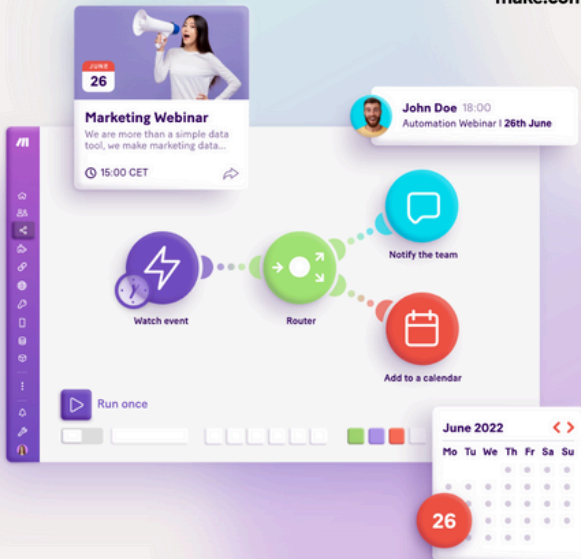 JUNE
26
Marketing Webinar
We are more than a simple data
tool, we make marketing data...
15:00 CET
John Doe 18:00
Automation Webinar I 26th June
Notify the team
Watch event
Router
Add to a calendar
Run once
June 2022
Mo Tu We Th Fr Sa Su
26